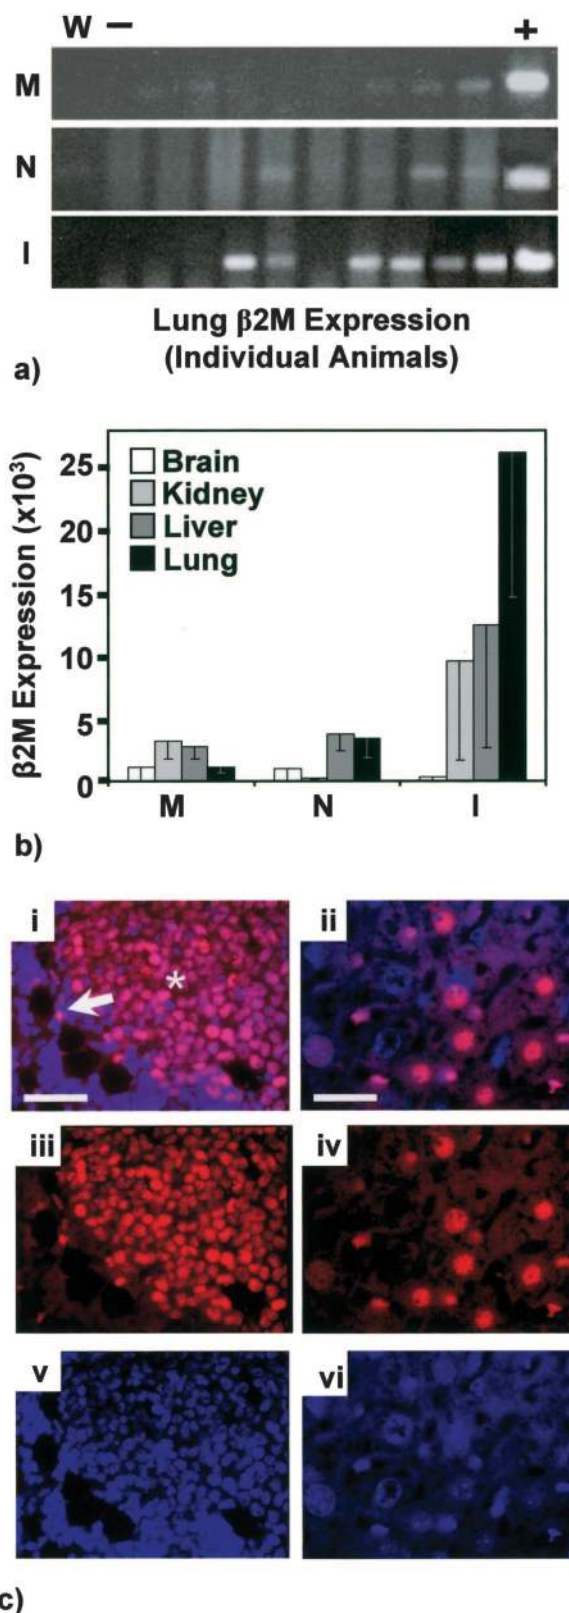 W − +
M
N
I
Lung β2M Expression
(Individual Animals)
a)
β2M Expression (x10³)
25
20
15
10
5
0
Brain
Kidney
Liver
Lung
M N I
b)
i ii
*
iii iv
v vi
c)